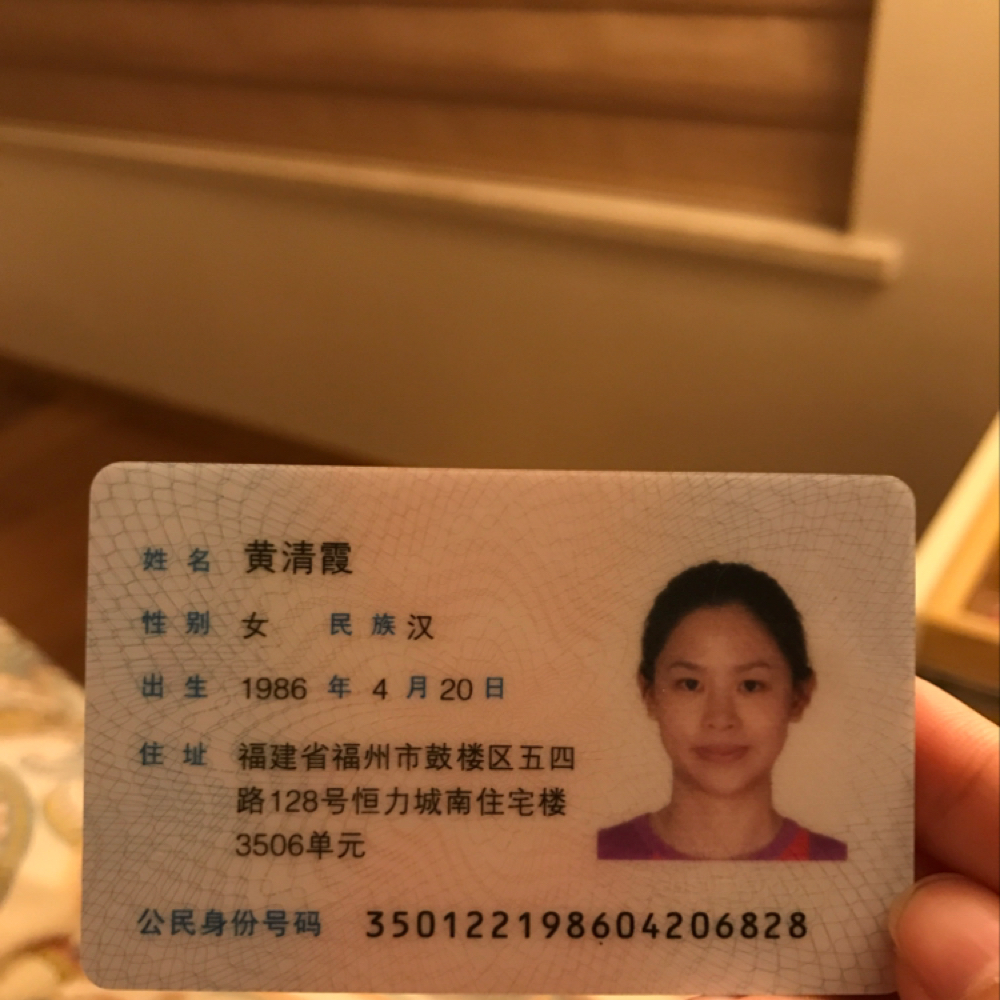 姓名 黄清霞
性别 女 民族 汉
出生 1986 年 4 月 20 日
住址 福建省福州市鼓楼区五四
路128号恒力城南住宅楼
3506单元
公民身份号码 350122198604206828